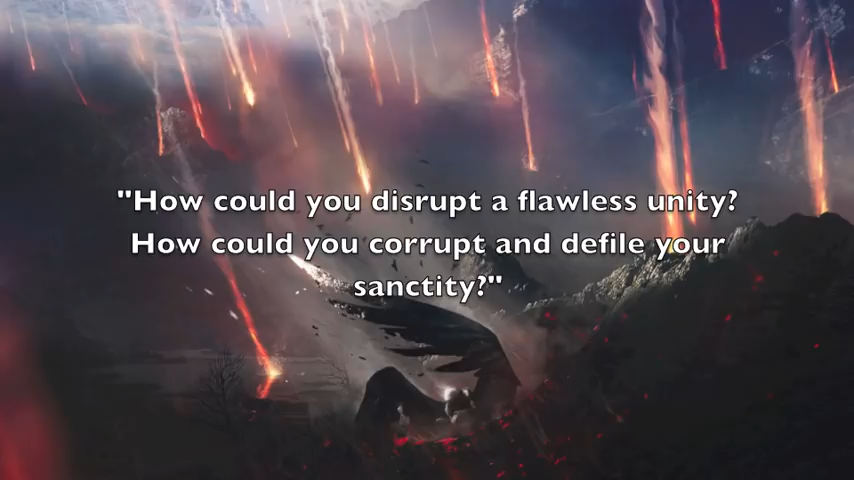 "How could you disrupt a flawless unity?
How could you corrupt and defile your
sanctity?"